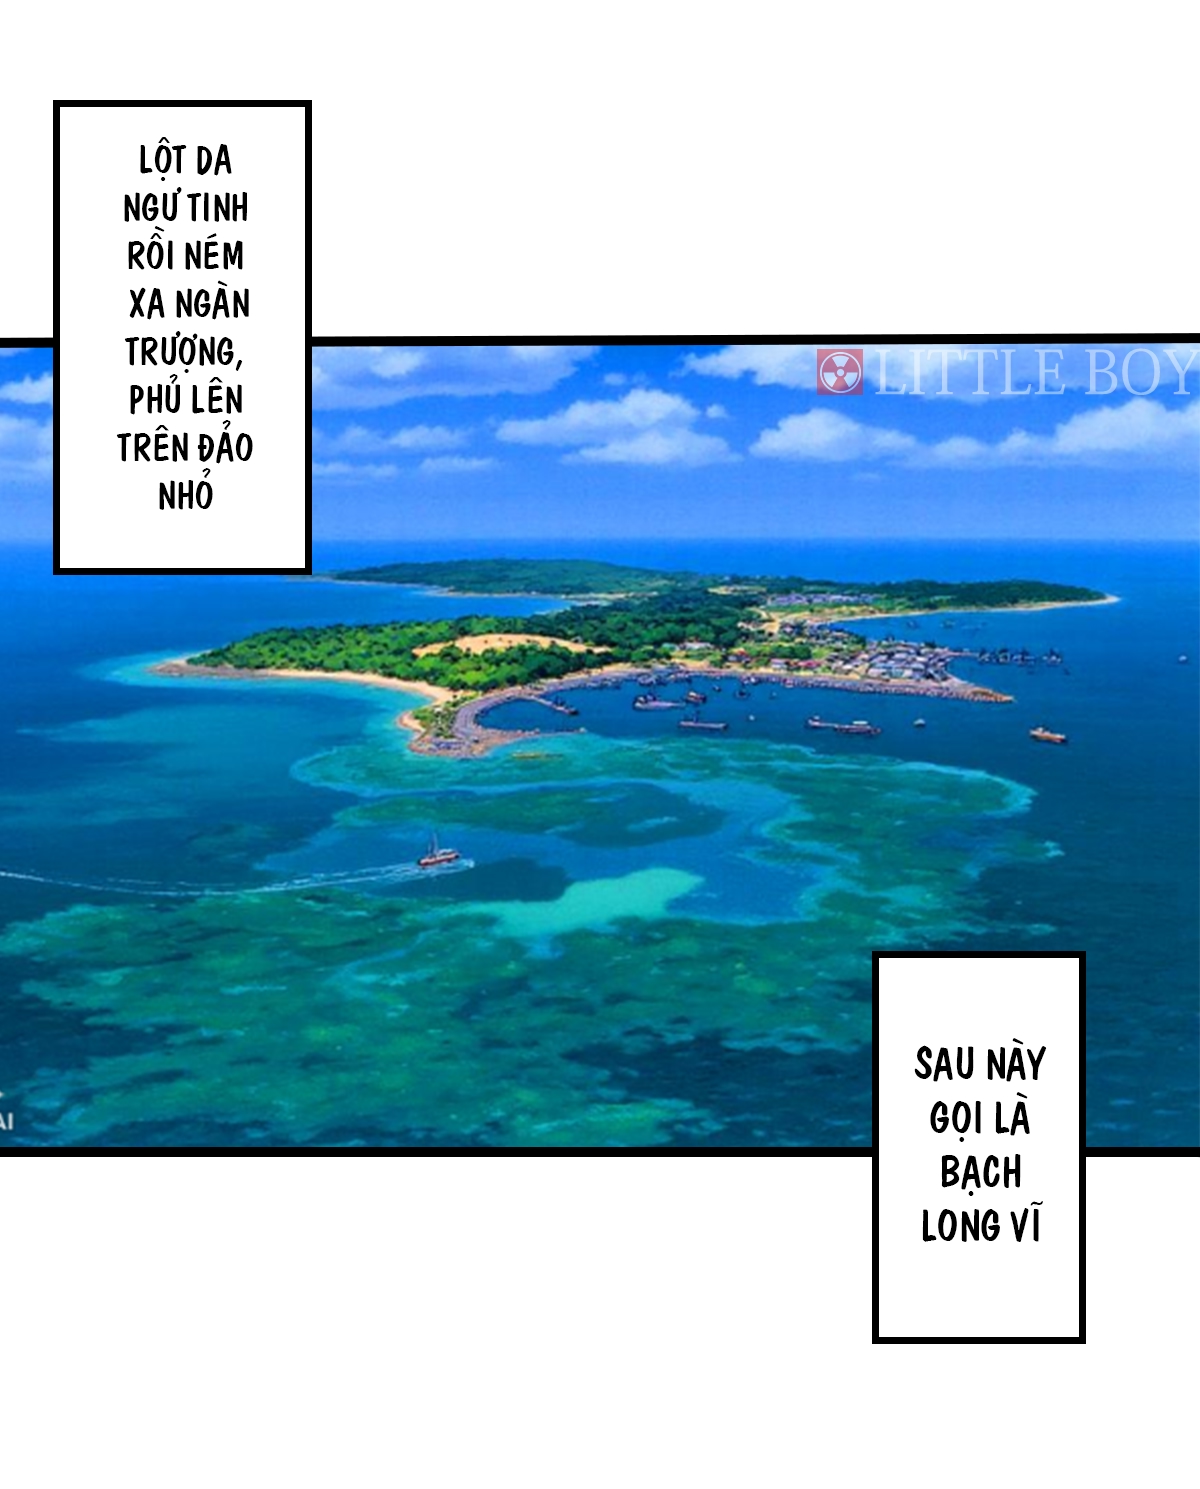 LỘT DA
NGƯ TINH
RỒI NÉM
XA NGÀN
TRƯỢNG,
PHỦ LÊN
TRÊN ĐẢO
NHỎ
LITTLE BOY
AI
SAU NÀY
GỌI LÀ
BẠCH
LONG VĨ